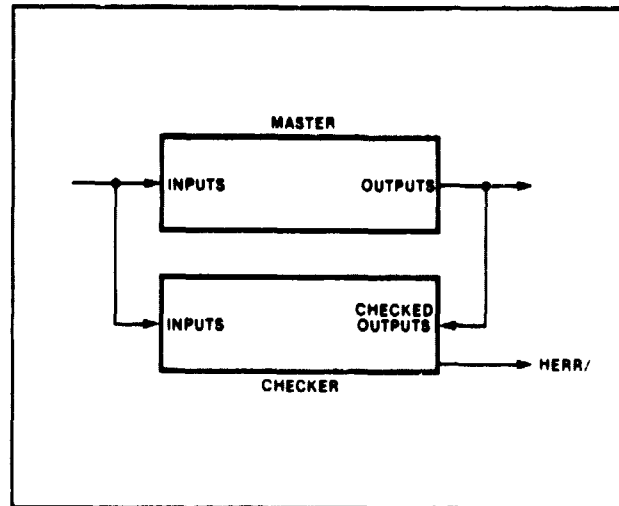 MASTER
INPUTS
OUTPUTS
INPUTS
CHECKED
OUTPUTS
HERR/
CHECKER